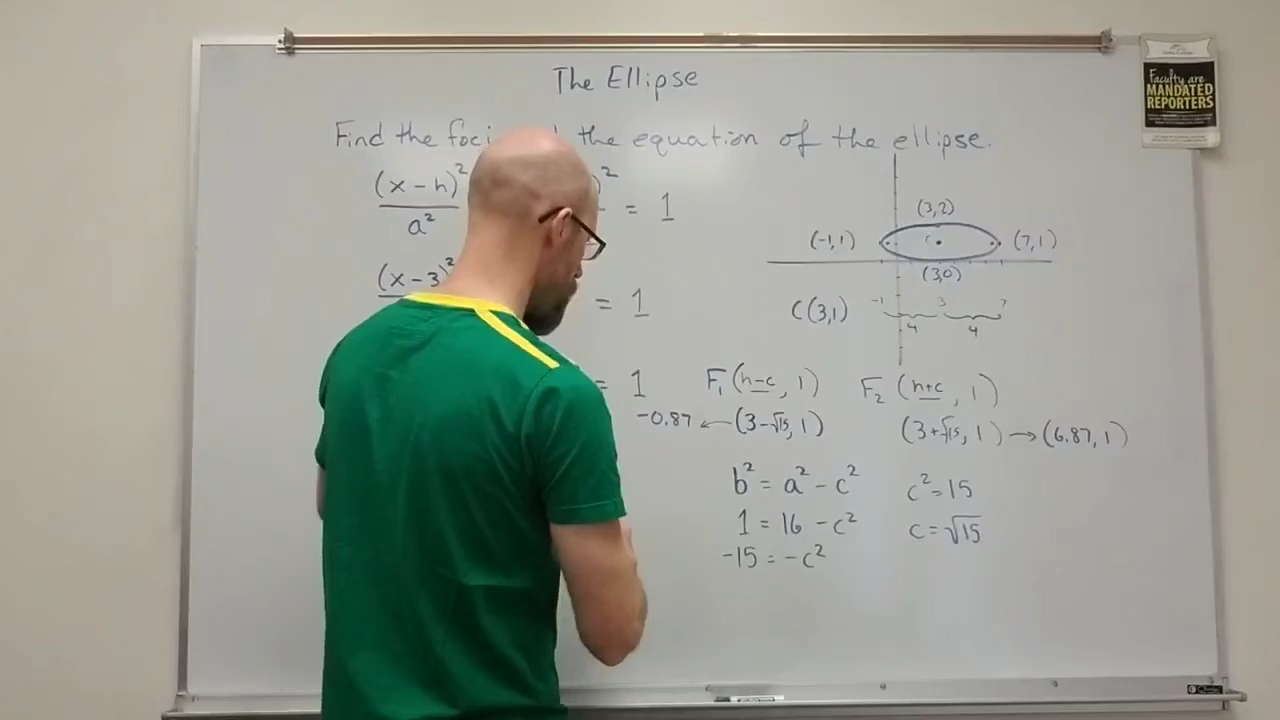 The Ellipse
Find the foci the equation of the ellipse.
(x-h)² )² = 1
a²
(x-3)² = 1
= 1
(3,2)
(-1,1) (7,1)
(3,0)
C(3,1) -1 3 7
4 4
F₁ (h-c, 1) F₂ (h+c, 1)
-0.87 ← (3-√15, 1) (3+√15, 1) → (6.87, 1)
b² = a² - c² c² = 15
1 = 16 - c² c = √15
-15 = -c²
Faculty are
MANDATED
REPORTERS